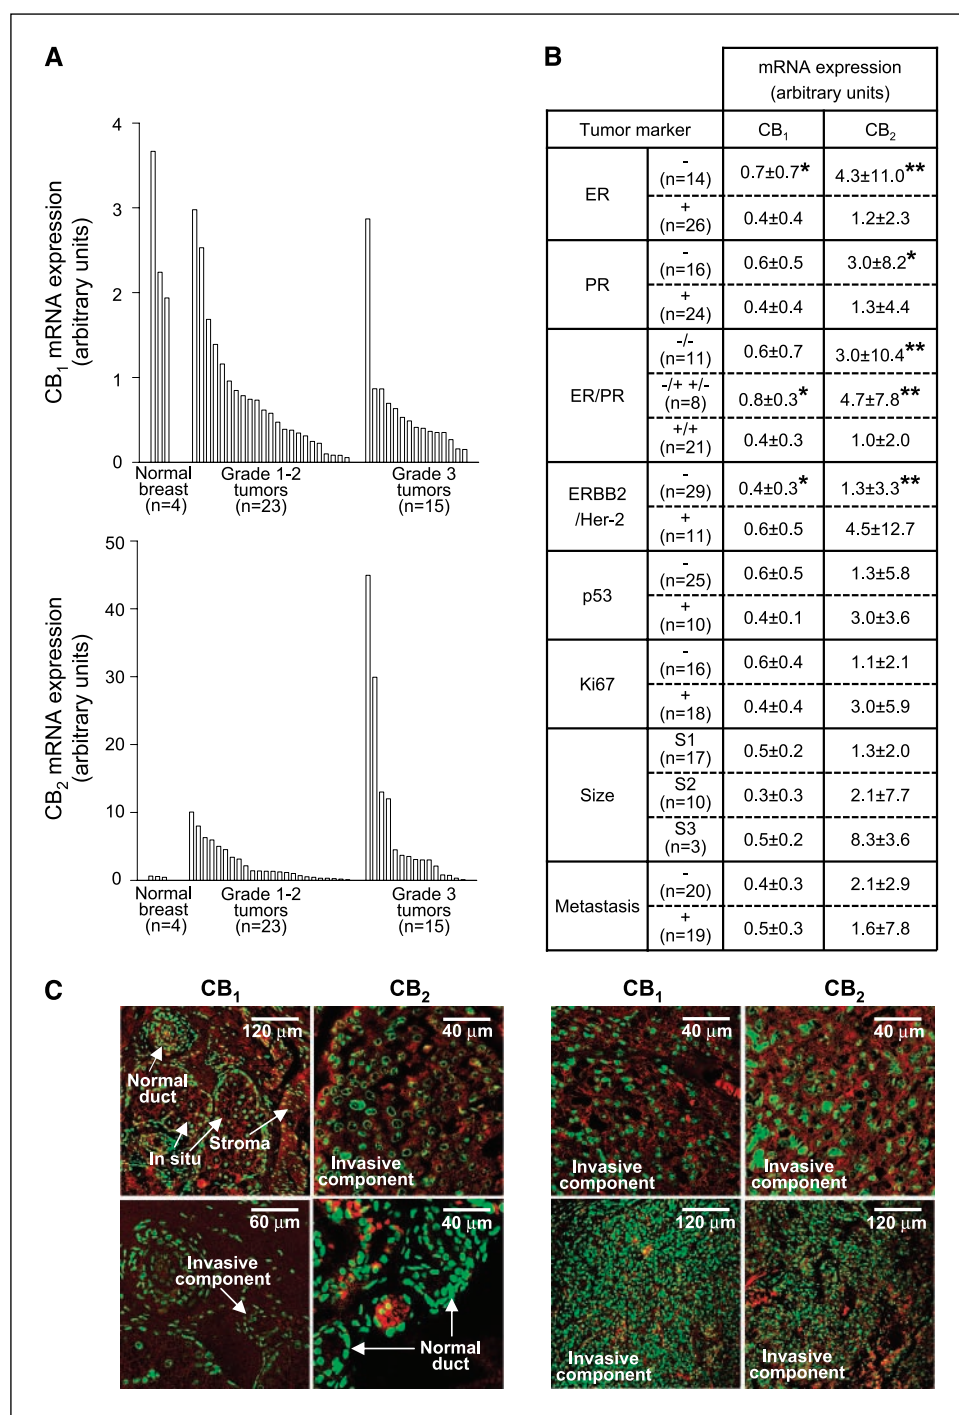 A
CB1 mRNA expression
(arbitrary units)
4
3
2
1
0
Normal
breast
(n=4)
Grade 1-2
tumors
(n=23)
Grade 3
tumors
(n=15)
CB2 mRNA expression
(arbitrary units)
50
40
30
20
10
0
Normal
breast
(n=4)
Grade 1-2
tumors
(n=23)
Grade 3
tumors
(n=15)
B
mRNA expression
(arbitrary units)
Tumor marker CB1 CB2
ER - (n=14) 0.7±0.7* 4.3±11.0**
+ (n=26) 0.4±0.4 1.2±2.3
PR - (n=16) 0.6±0.5 3.0±8.2*
+ (n=24) 0.4±0.4 1.3±4.4
ER/PR -/- (n=11) 0.6±0.7 3.0±10.4**
-/+ +/- (n=8) 0.8±0.3* 4.7±7.8**
+/+ (n=21) 0.4±0.3 1.0±2.0
ERBB2 /Her-2 - (n=29) 0.4±0.3* 1.3±3.3**
+ (n=11) 0.6±0.5 4.5±12.7
p53 - (n=25) 0.6±0.5 1.3±5.8
+ (n=10) 0.4±0.1 3.0±3.6
Ki67 - (n=16) 0.6±0.4 1.1±2.1
+ (n=18) 0.4±0.4 3.0±5.9
Size S1 (n=17) 0.5±0.2 1.3±2.0
S2 (n=10) 0.3±0.3 2.1±7.7
S3 (n=3) 0.5±0.2 8.3±3.6
Metastasis - (n=20) 0.4±0.3 2.1±2.9
+ (n=19) 0.5±0.3 1.6±7.8
C
CB1
CB2
CB1
CB2
120 µm
Normal
duct
In situ
Stroma
40 µm
Invasive
component
40 µm
Invasive
component
40 µm
Invasive
component
60 µm
Invasive
component
40 µm
Normal
duct
120 µm
Invasive
component
120 µm
Invasive
component